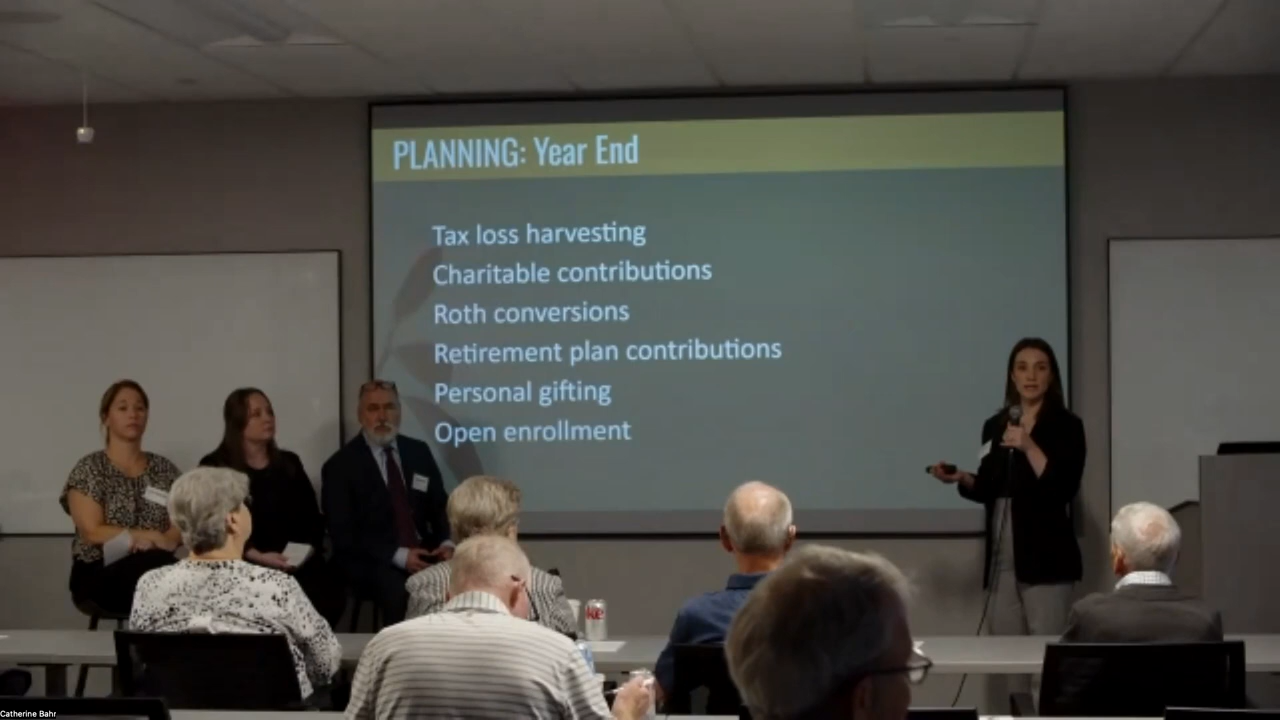 PLANNING: Year End
Tax loss harvesting
Charitable contributions
Roth conversions
Retirement plan contributions
Personal gifting
Open enrollment
Catherine Bahr